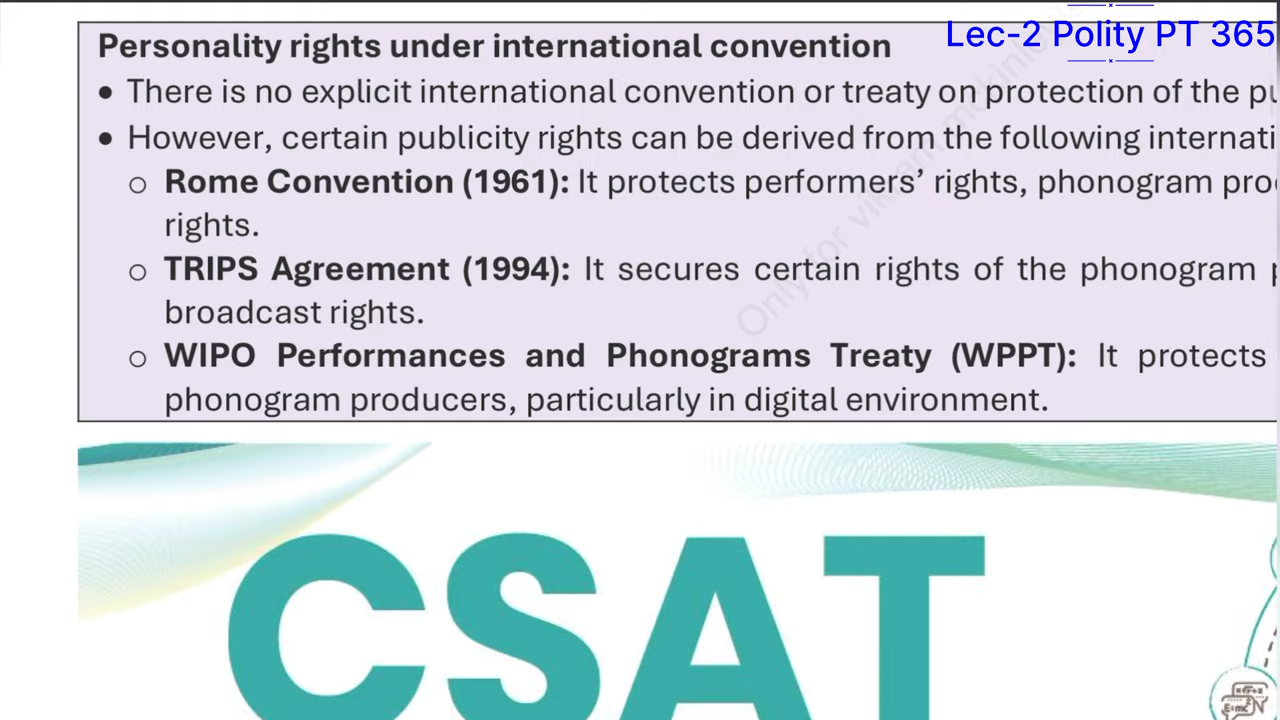 Personality rights under international convention
Lec-2 Polity PT 365
• There is no explicit international convention or treaty on protection of the
• However, certain publicity rights can be derived from the following
○ Rome Convention (1961): It protects performers’ rights, phonogram
rights.
○ TRIPS Agreement (1994): It secures certain rights of the phonogram
broadcast rights.
○ WIPO Performances and Phonograms Treaty (WPPT): It protects
phonogram producers, particularly in digital environment.
Only for
CSAT